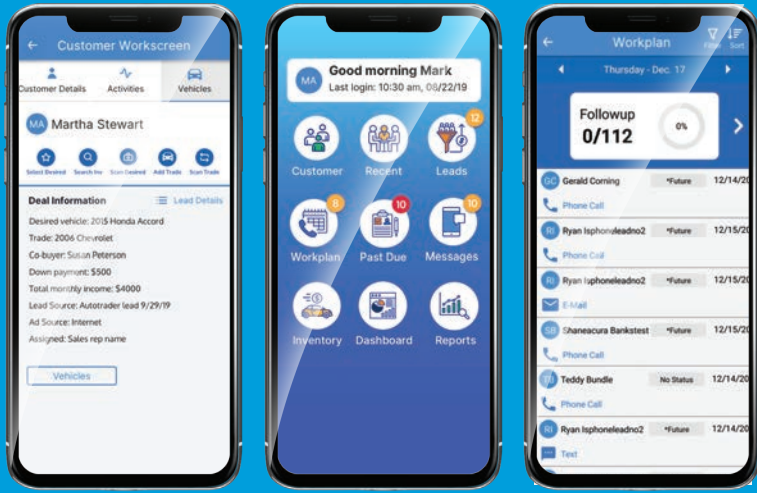 Customer Workscreen
Customer Details
Activities
Vehicles
MA Martha Stewart
Select Desired
Search Inv
Scan Desired
Add Trade
Scan Trade
Deal Information
Lead Details
Desired vehicle: 2015 Honda Accord
Trade: 2006 Chevrolet
Co-buyer: Susan Peterson
Down payment: $500
Total monthly income: $4000
Lead Source: Autotrader lead 9/29/19
Ad Source: Internet
Assigned: Sales rep name
Vehicles
MA
Good morning Mark
Last login: 10:30 am, 06/22/19
12
Customer
Recent
Leads
8
10
10
Workplan
Past Due
Messages
Inventory
Dashboard
Reports
Workplan
Filter
Sort
Thursday - Dec. 17
Followup
0/112
0%
GC Gerald Corning *Future 12/14/20
Phone Call
RI Ryan Isphoneleadno2 *Future 12/15/2
Phone Call
RI Ryan Isphoneleadno2 *Future 12/15/2
E-Mail
SB Shaneacura Bankstest *Future 12/15/2
Phone Call
Teddy Bundle No Status 12/14/20
Phone Call
RI Ryan Isphoneleadno2 *Future 12/14/20
Text